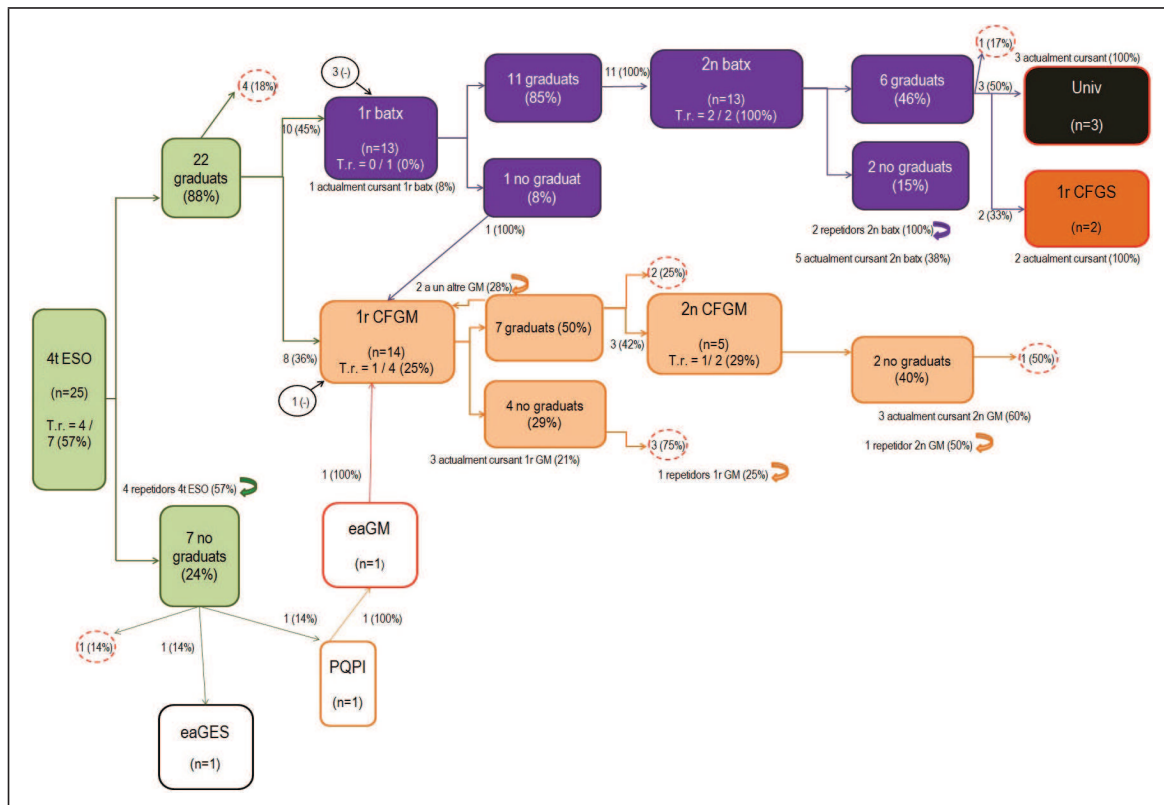 4t ESO
(n=25)
T.r. = 4 /
7 (57%)
22
graduats
(88%)
4 (18%)
10 (45%)
8 (36%)
3 (-)
1r batx
(n=13)
T.r. = 0 / 1 (0%)
1 actualment cursant 1r batx (8%)
11 graduats
(85%)
11 (100%)
1 no graduat
(8%)
1 (100%)
2n batx
(n=13)
T.r. = 2 / 2 (100%)
6 graduats
(46%)
2 no graduats
(15%)
2 repetidors 2n batx (100%)
5 actualment cursant 2n batx (38%)
1 (17%)
3 actualment cursant (100%)
3 (50%)
Univ
(n=3)
2 (33%)
1r CFGS
(n=2)
2 actualment cursant (100%)
2 a un altre GM (28%)
1r CFGM
(n=14)
T.r. = 1 / 4 (25%)
1 (-)
7 graduats (50%)
2 (25%)
3 (42%)
2n CFGM
(n=5)
T.r. = 1/ 2 (29%)
2 no graduats
(40%)
1 (50%)
3 actualment cursant 2n GM (60%)
1 repetidor 2n GM (50%)
4 no graduats
(29%)
3 (75%)
3 actualment cursant 1r GM (21%)
1 repetidors 1r GM (25%)
4 repetidors 4t ESO (57%)
7 no
graduats
(24%)
1 (100%)
eaGM
(n=1)
1 (14%)
1 (14%)
1 (14%)
1 (100%)
PQPI
(n=1)
eaGES
(n=1)